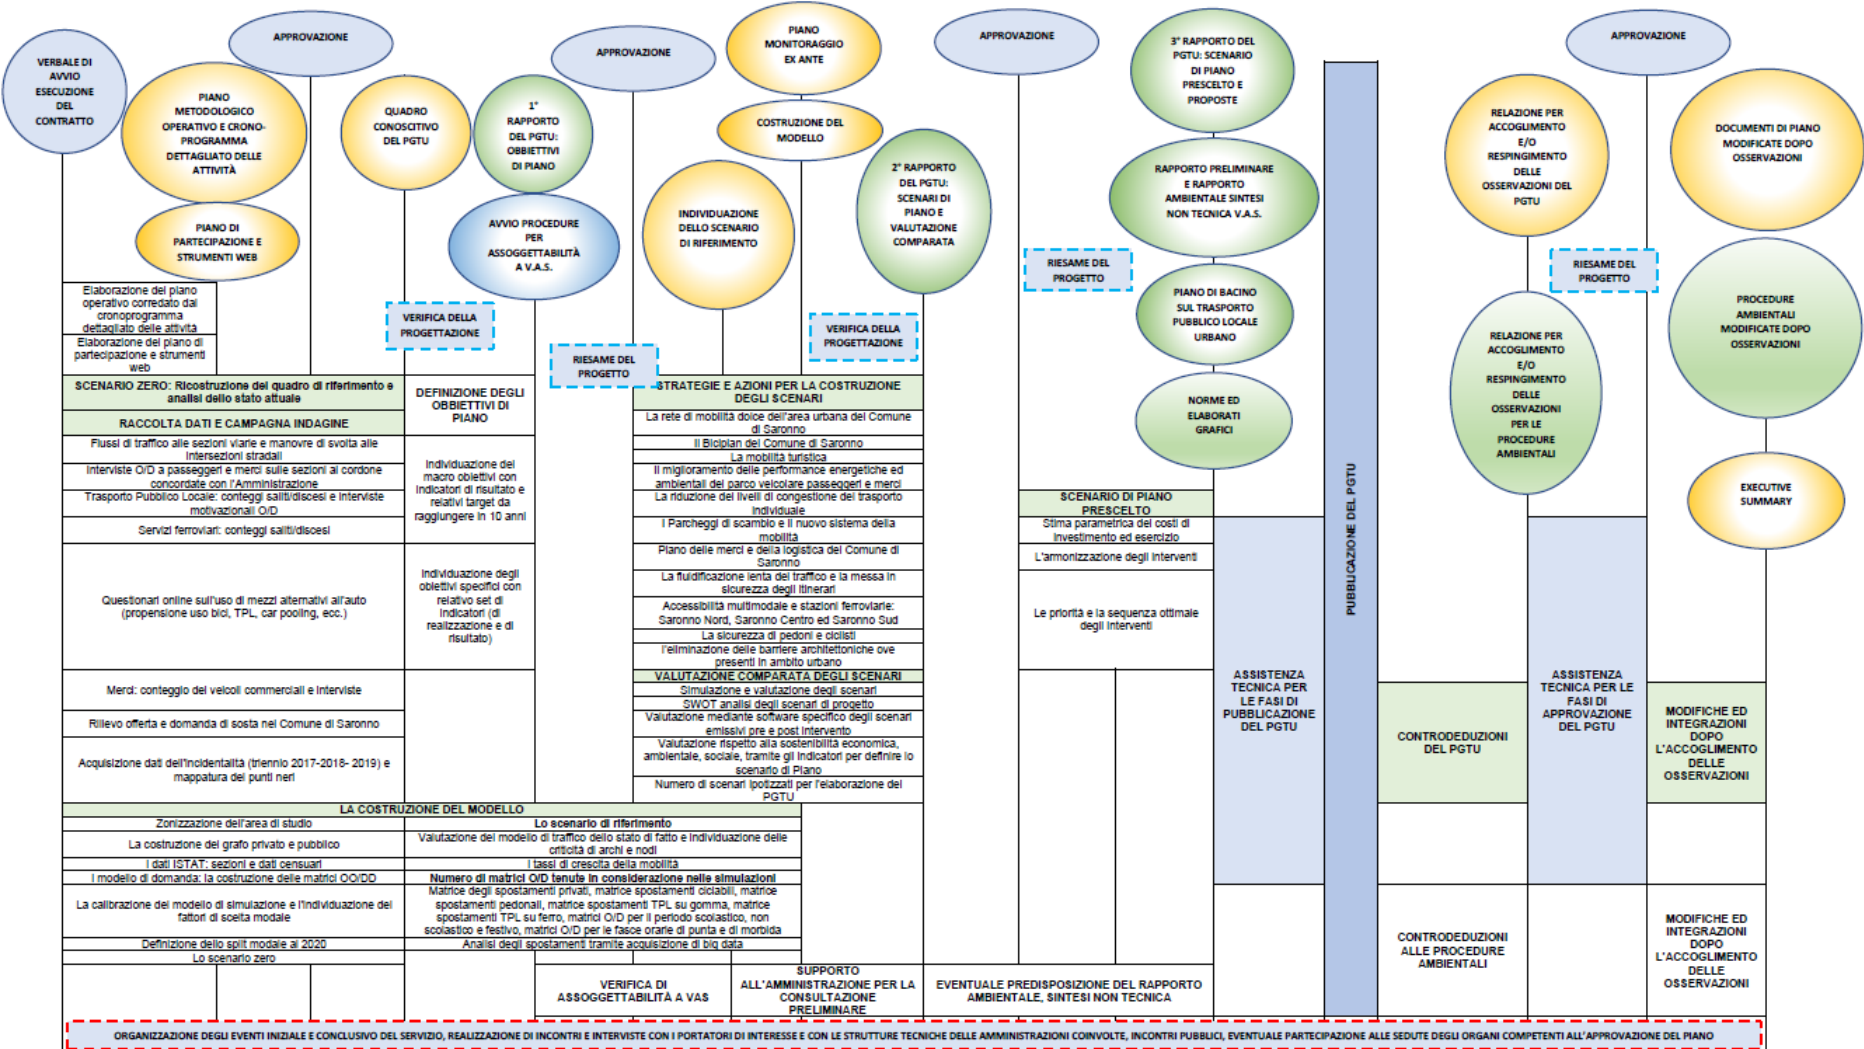 VERBALE DI
AVVIO
ESECUZIONE
DEL
CONTRATTO
APPROVAZIONE
PIANO
METODOLOGICO
OPERATIVO E CRONO-
PROGRAMMA
DETTAGLIATO DELLE
ATTIVITÀ
PIANO DI
PARTECIPAZIONE E
STRUMENTI WEB
QUADRO
CONOSCITIVO
DEL PGTU
1°
RAPPORTO
DEL PGTU:
OBBIETTIVI
DI PIANO
AVVIO PROCEDURE
PER
ASSOGGETTABILITÀ
A V.A.S.
APPROVAZIONE
PIANO
MONITORAGGIO
EX ANTE
COSTRUZIONE DEL
MODELLO
INDIVIDUAZIONE
DELLO SCENARIO
DI RIFERIMENTO
2° RAPPORTO
DEL PGTU:
SCENARI DI
PIANO E
VALUTAZIONE
COMPARATA
APPROVAZIONE
3° RAPPORTO DEL
PGTU: SCENARIO
DI PIANO
PRESCELTO E
PROPOSTE
RAPPORTO PRELIMINARE
E RAPPORTO
AMBIENTALE SINTESI
NON TECNICA V.A.S.
PIANO DI BACINO
SUL TRASPORTO
PUBBLICO LOCALE
URBANO
NORME ED
ELABORATI
GRAFICI
RELAZIONE PER
ACCOGLIMENTO
E/O
RESPINGIMENTO
DELLE
OSSERVAZIONI DEL
PGTU
RELAZIONE PER
ACCOGLIMENTO
E/O
RESPINGIMENTO
DELLE
OSSERVAZIONI
PER LE
PROCEDURE
AMBIENTALI
APPROVAZIONE
DOCUMENTI DI PIANO
MODIFICATE DOPO
OSSERVAZIONI
PROCEDURE
AMBIENTALI
MODIFICATE DOPO
OSSERVAZIONI
EXECUTIVE
SUMMARY
VERIFICA DELLA
PROGETTAZIONE
RIESAME DEL
PROGETTO
VERIFICA DELLA
PROGETTAZIONE
RIESAME DEL
PROGETTO
RIESAME DEL
PROGETTO
Elaborazione del piano
operativo corredato dal
cronoprogramma
dettagliato delle attività
Elaborazione del piano di
partecipazione e strumenti
web
SCENARIO ZERO: Ricostruzione del quadro di riferimento e
analisi dello stato attuale
RACCOLTA DATI E CAMPAGNA INDAGINE
Flussi di traffico alle sezioni viarie e manovre di svolta alle
intersezioni stradali
Interviste O/D a passeggeri e merci sulle sezioni al cordone
concordate con l'Amministrazione
Trasporto Pubblico Locale: conteggi saliti/discesi e interviste
motivazionali O/D
Servizi ferroviari: conteggi saliti/discesi
Questionari online sull'uso di mezzi alternativi all'auto
(propensione uso bici, TPL, car pooling, ecc.)
Merci: conteggio dei veicoli commerciali e interviste
Rilievo offerta e domanda di sosta nel Comune di Saronno
Acquisizione dati dell'incidentalità (triennio 2017-2018- 2019) e
mappatura dei punti neri
DEFINIZIONE DEGLI
OBBIETTIVI DI
PIANO
Individuazione dei
macro obiettivi con
indicatori di risultato e
relativi target da
raggiungere in 10 anni
Individuazione degli
obiettivi specifici con
relativo set di
indicatori (di
realizzazione e di
risultato)
STRATEGIE E AZIONI PER LA COSTRUZIONE
DEGLI SCENARI
La rete di mobilità dolce dell'area urbana del Comune
di Saronno
Il Biciplan del Comune di Saronno
La mobilità turistica
Il miglioramento delle performance energetiche ed
ambientali del parco veicolare passeggeri e merci
La riduzione dei livelli di congestione del trasporto
individuale
I Parcheggi di scambio e il nuovo sistema della
mobilità
Piano delle merci e della logistica del Comune di
Saronno
La fluidificazione lenta del traffico e la messa in
sicurezza degli itinerari
Accessibilità multimodale e stazioni ferroviarie:
Saronno Nord, Saronno Centro ed Saronno Sud
La sicurezza di pedoni e ciclisti
l'eliminazione delle barriere architettoniche ove
presenti in ambito urbano
VALUTAZIONE COMPARATA DEGLI SCENARI
Simulazione e valutazione degli scenari
SWOT analisi degli scenari di progetto
Valutazione mediante software specifico degli scenari
emissivi pre e post intervento
Valutazione rispetto alla sostenibilità economica,
ambientale, sociale, tramite gli indicatori per definire lo
scenario di Piano
Numero di scenari ipotizzati per l'elaborazione del
PGTU
SCENARIO DI PIANO
PRESCELTO
Stima parametrica dei costi di
investimento ed esercizio
L'armonizzazione degli interventi
Le priorità e la sequenza ottimale
degli interventi
ASSISTENZA
TECNICA PER
LE FASI DI
PUBBLICAZIONE
DEL PGTU
PUBBLICAZIONE DEL PGTU
CONTRODEDUZIONI
DEL PGTU
CONTRODEDUZIONI
ALLE PROCEDURE
AMBIENTALI
ASSISTENZA
TECNICA PER LE
FASI DI
APPROVAZIONE
DEL PGTU
MODIFICHE ED
INTEGRAZIONI
DOPO
L'ACCOGLIMENTO
DELLE
OSSERVAZIONI
MODIFICHE ED
INTEGRAZIONI
DOPO
L'ACCOGLIMENTO
DELLE
OSSERVAZIONI
LA COSTRUZIONE DEL MODELLO
Zonizzazione dell'area di studio
La costruzione del grafo privato e pubblico
I dati ISTAT: sezioni e dati censuari
I modello di domanda: la costruzione delle matrici OO/DD
La calibrazione del modello di simulazione e l'individuazione dei
fattori di scelta modale
Definizione dello split modale al 2020
Lo scenario zero
Lo scenario di riferimento
Valutazione del modello di traffico dello stato di fatto e individuazione delle
criticità di archi e nodi
I tassi di crescita della mobilità
Numero di matrici O/D tenute in considerazione nelle simulazioni
Matrice degli spostamenti privati, matrice spostamenti ciclabili, matrice
spostamenti pedonali, matrice spostamenti TPL su gomma, matrice
spostamenti TPL su ferro, matrici O/D per il periodo scolastico, non
scolastico e festivo, matrici O/D per le fasce orarie di punta e di morbida
Analisi degli spostamenti tramite acquisizione di big data
VERIFICA DI
ASSOGGETTABILITÀ A VAS
SUPPORTO
ALL'AMMINISTRAZIONE PER LA
CONSULTAZIONE
PRELIMINARE
EVENTUALE PREDISPOSIZIONE DEL RAPPORTO
AMBIENTALE, SINTESI NON TECNICA
ORGANIZZAZIONE DEGLI EVENTI INIZIALE E CONCLUSIVO DEL SERVIZIO, REALIZZAZIONE DI INCONTRI E INTERVISTE CON I PORTATORI DI INTERESSE E CON LE STRUTTURE TECNICHE DELLE AMMINISTRAZIONI COINVOLTE, INCONTRI PUBBLICI, EVENTUALE PARTECIPAZIONE ALLE SEDUTE DEGLI ORGANI COMPETENTI ALL'APPROVAZIONE DEL PIANO